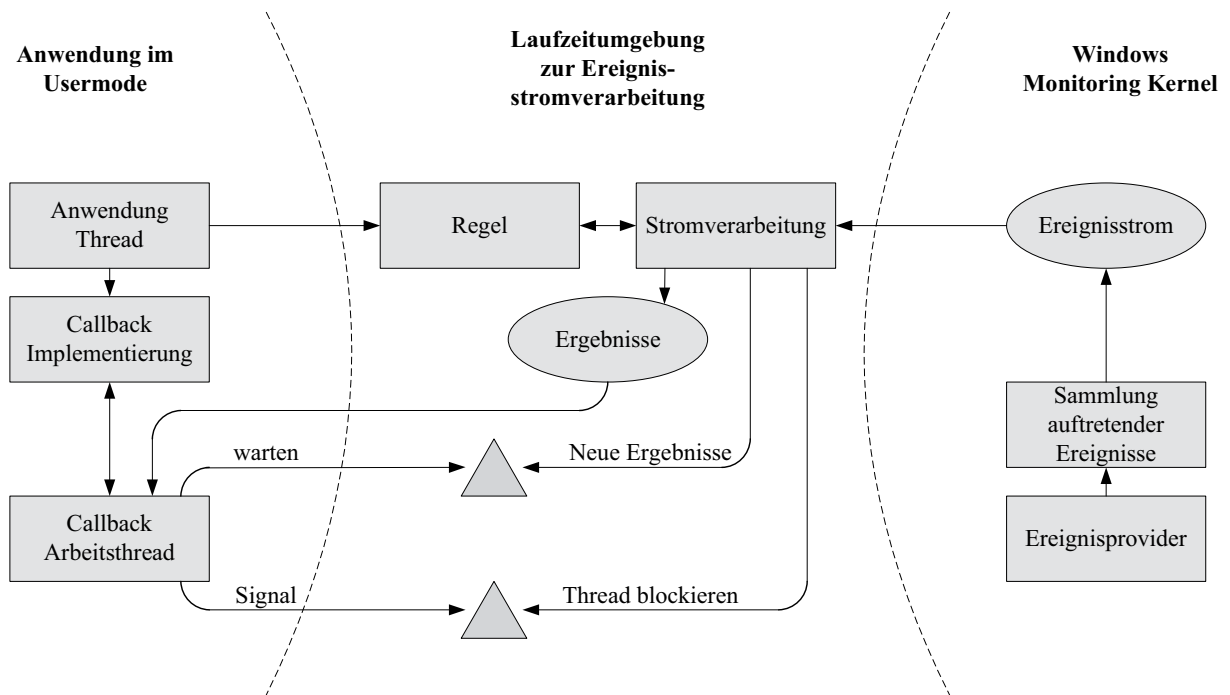 Anwendung im
Usermode
Laufzeitumgebung
zur Ereignis-
stromverarbeitung
Windows
Monitoring Kernel
Anwendung
Thread
Regel
Stromverarbeitung
Ereignisstrom
Callback
Implementierung
Ergebnisse
Sammlung
auftretender
Ereignisse
warten
Neue Ergebnisse
Callback
Arbeitsthread
Ereignisprovider
Signal
Thread blockieren